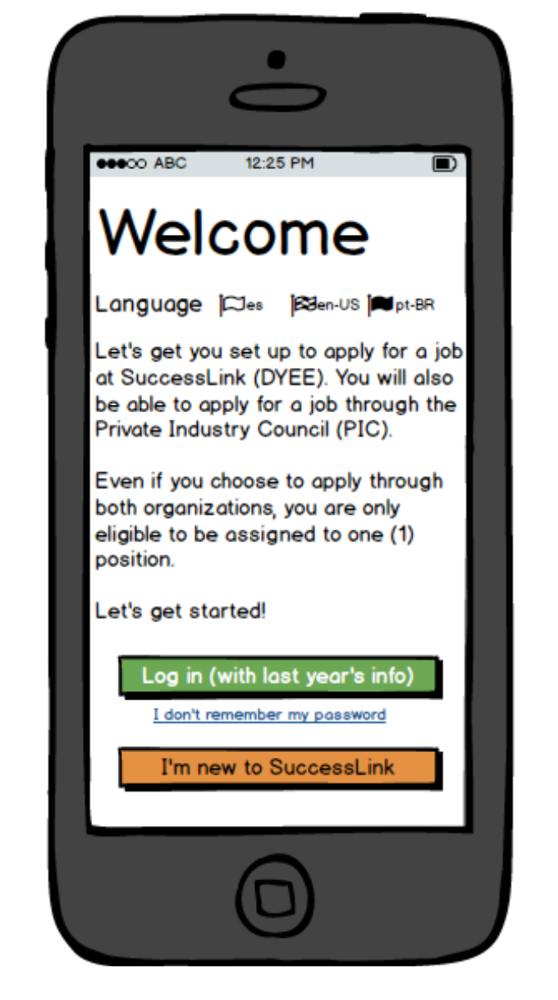 ABC 12:25 PM
Welcome
Language es en-US pt-BR
Let's get you set up to apply for a job
at SuccessLink (DYEE). You will also
be able to apply for a job through the
Private Industry Council (PIC).
Even if you choose to apply through
both organizations, you are only
eligible to be assigned to one (1)
position.
Let's get started!
Log in (with last year's info)
I don't remember my password
I'm new to SuccessLink